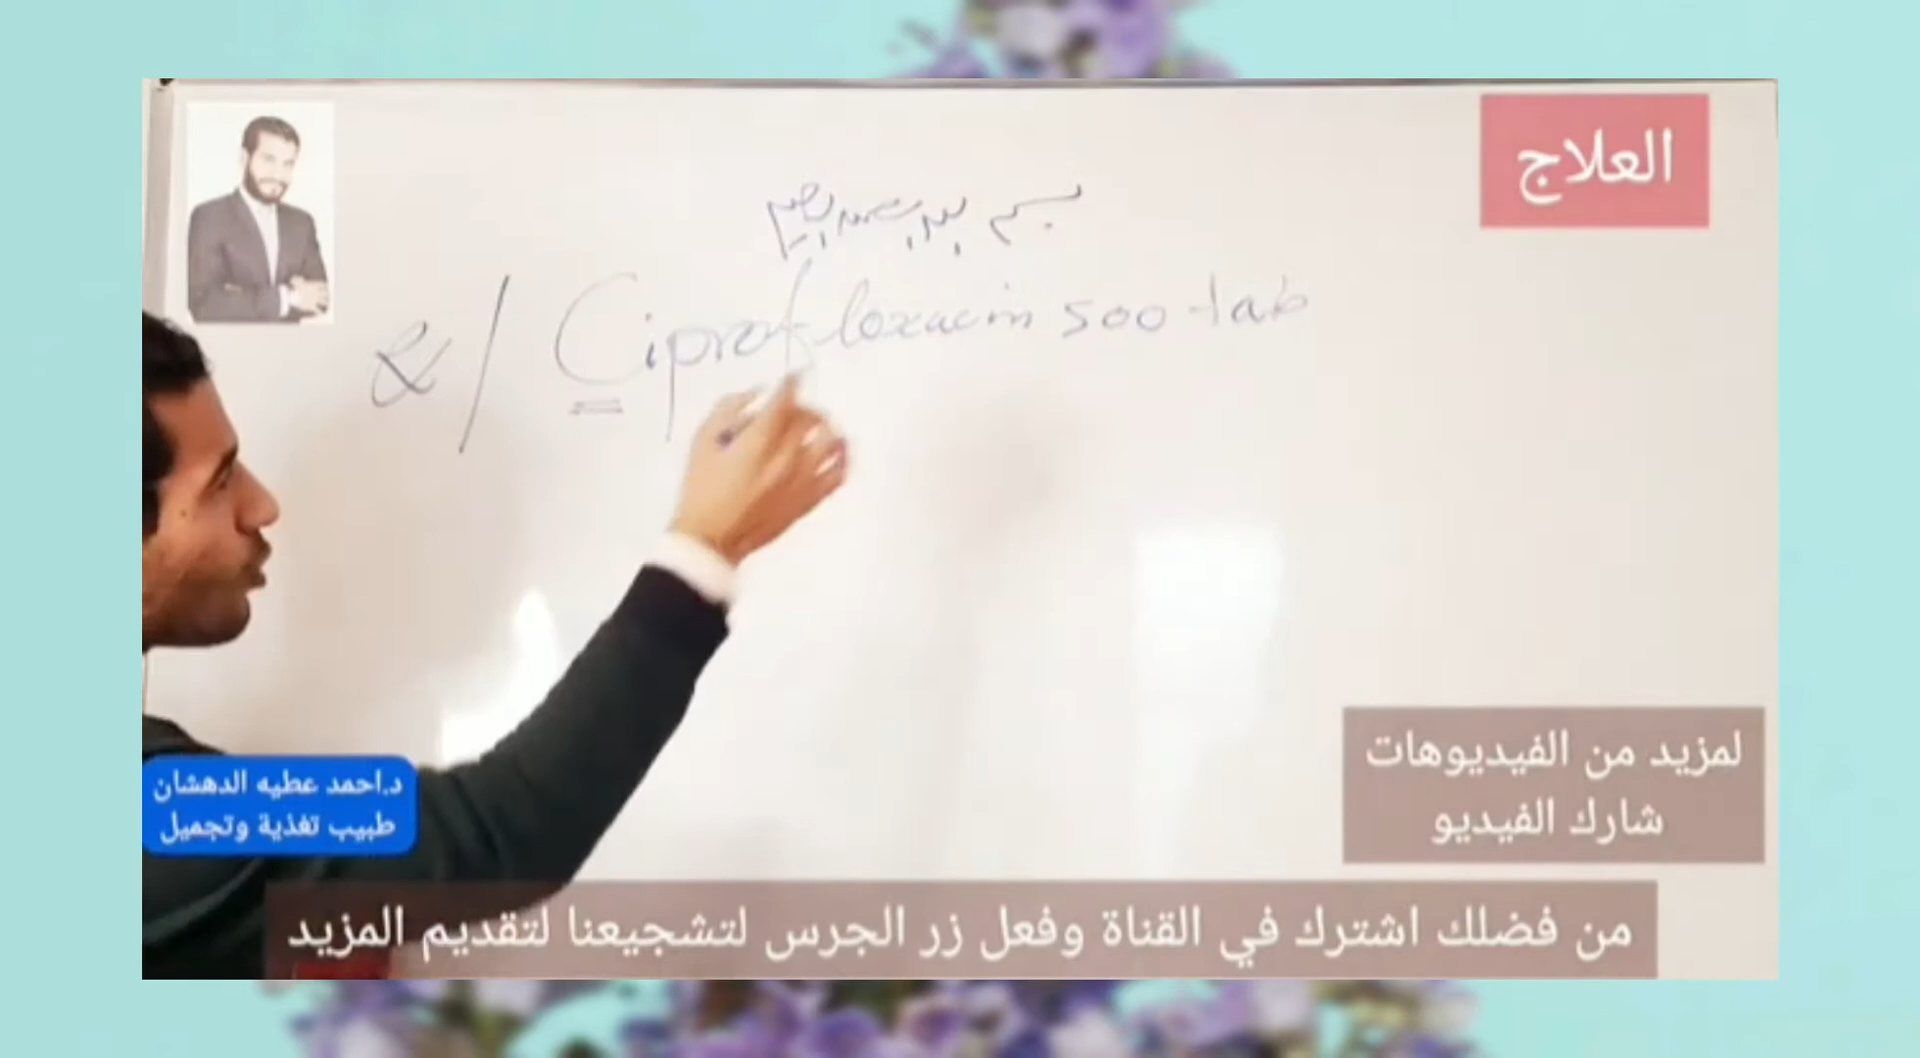 العلاج
بسم الله الرحمن الرحيم
R/ Ciprofloxacin 500 tab
لمزيد من الفيديوهات
شارك الفيديو
د.احمد عطيه الدهشان
طبيب تغذية وتجميل
من فضلك اشترك في القناة وفعل زر الجرس لتشجيعنا لتقديم المزيد